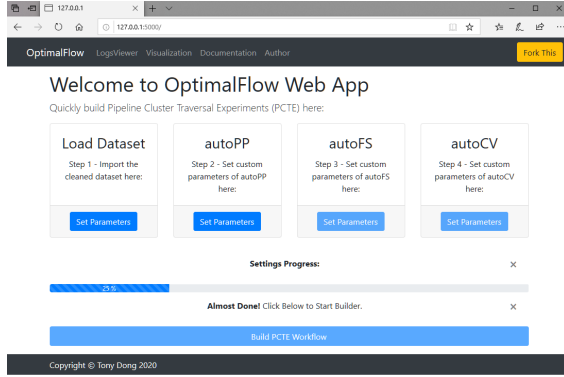 127.0.0.1
127.0.0.1:5000/
OptimalFlow LogsViewer Visualization Documentation Author Fork This
Welcome to OptimalFlow Web App
Quickly build Pipeline Cluster Traversal Experiments (PCTE) here:
Load Dataset
Step 1 - Import the
cleaned dataset here:
Set Parameters
autoPP
Step 2 - Set custom
parameters of autoPP
here:
Set Parameters
autoFS
Step 3 - Set custom
parameters of autoFS
here:
Set Parameters
autoCV
Step 4 - Set custom
parameters of autoCV
here:
Set Parameters
Settings Progress:
25%
Almost Done! Click Below to Start Builder.
Build PCTE Workflow
Copyright © Tony Dong 2020